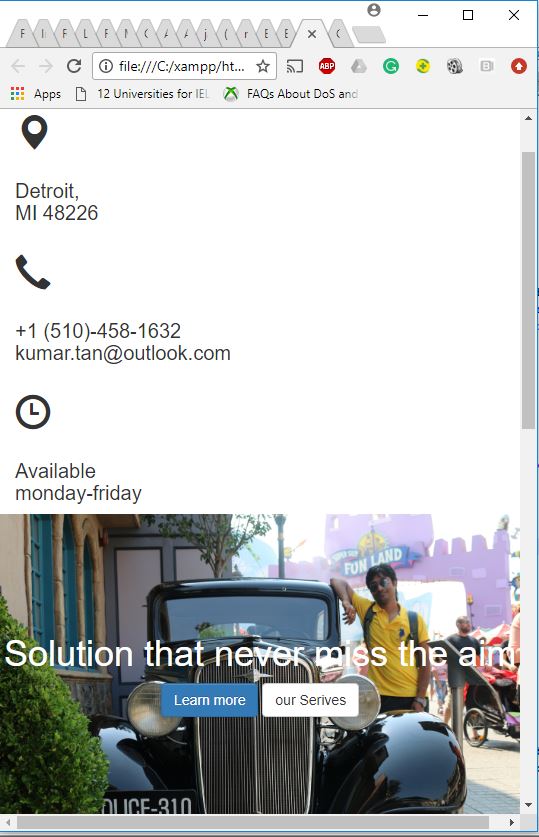 F
I
F
L
F
M
C
A
A
j
(
r
E
E
C
file:///C:/xampp/ht...
ABP
Apps
12 Universities for IEL
FAQs About DoS and
Detroit,
MI 48226
+1 (510)-458-1632
kumar.tan@outlook.com
Available
monday-friday
SUPER SILLY
FUN LAND
Solution that never miss the aim
Learn more
our Serives
OLICE-310